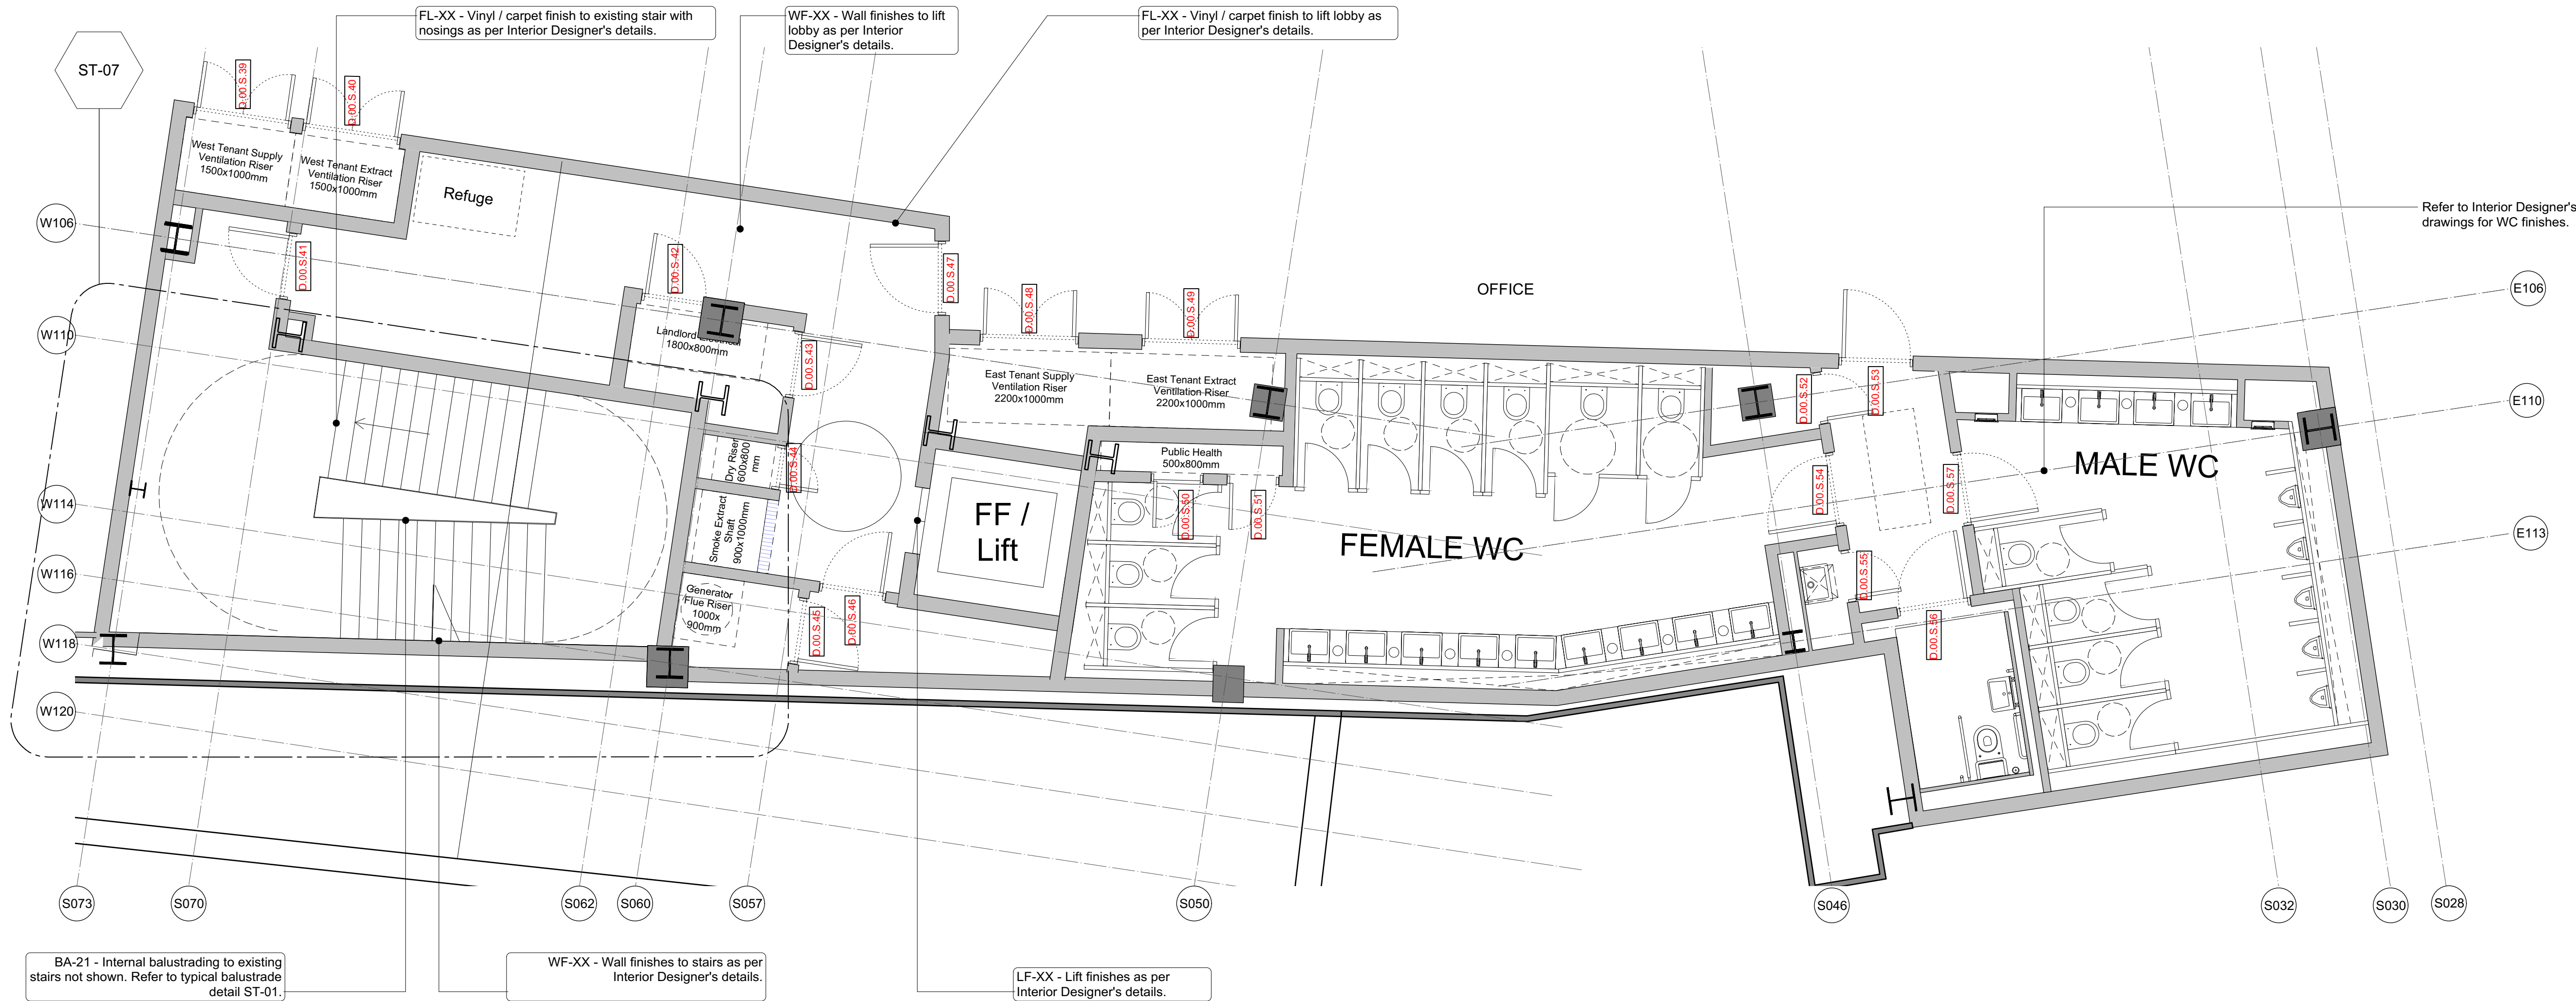 FL-XX - Vinyl / carpet finish to existing stair with
nosings as per Interior Designer's details.
WF-XX - Wall finishes to lift
lobby as per Interior
Designer's details.
FL-XX - Vinyl / carpet finish to lift lobby as
per Interior Designer's details.
ST-07
D.00.S.39
D.00.S.40
West Tenant Supply
Ventilation Riser
1500x1000mm
West Tenant Extract
Ventilation Riser
1500x1000mm
Refuge
Refer to Interior Designer's
drawings for WC finishes.
W106
D.00.S.41
D.00.S.42
D.00.S.47
D.00.S.48
D.00.S.49
OFFICE
E106
W110
Landlord Electrical
1800x800mm
D.00.S.43
East Tenant Supply
Ventilation Riser
2200x1000mm
East Tenant Extract
Ventilation Riser
2200x1000mm
D.00.S.52
D.00.S.53
E110
Dry Riser
600x800
mm
D.00.S.44
Public Health
500x800mm
MALE WC
W114
Smoke Extract
Shaft
900x1000mm
FF /
Lift
D.00.S.50
D.00.S.51
FEMALE WC
D.00.S.54
D.00.S.57
E113
W116
Generator
Flue Riser
1000x
900mm
D.00.S.45
D.00.S.46
D.00.S.55
D.00.S.56
W118
W120
S073
S070
S062
S060
S057
S050
S046
S032
S030
S028
BA-21 - Internal balustrading to existing
stairs not shown. Refer to typical balustrade
detail ST-01.
WF-XX - Wall finishes to stairs as per
Interior Designer's details.
LF-XX - Lift finishes as per
Interior Designer's details.